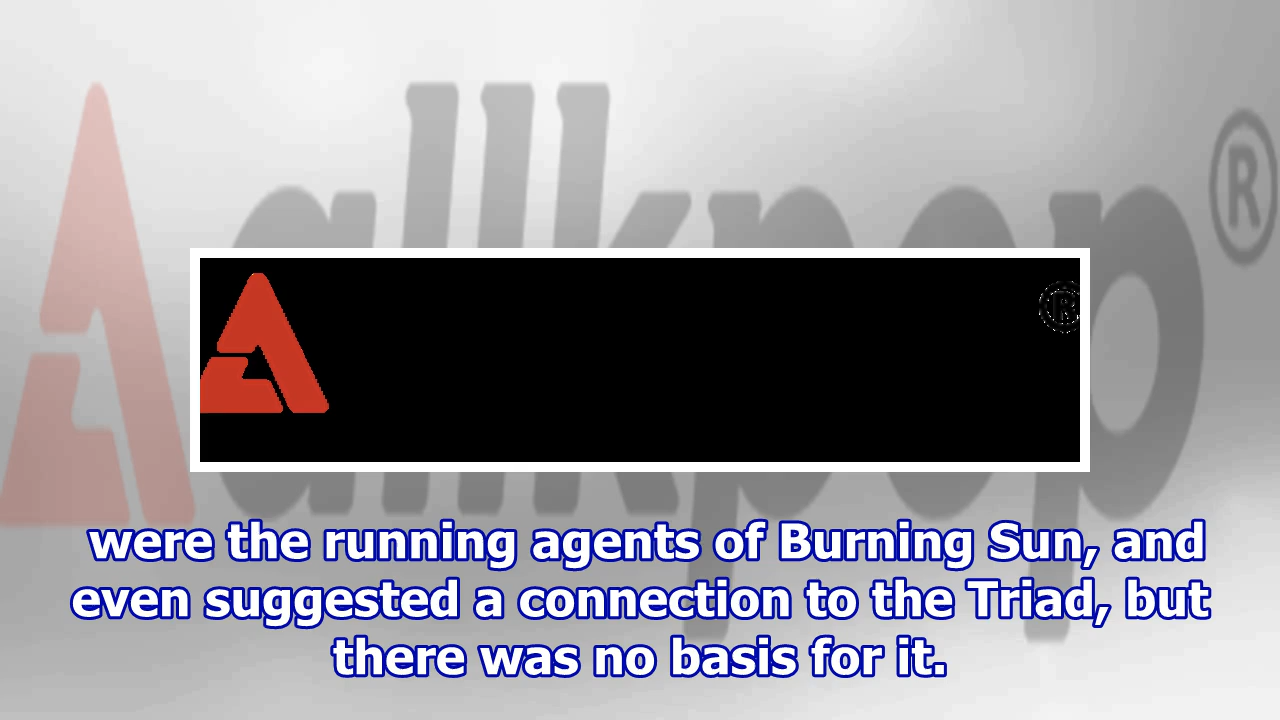 allkpop®
®
were the running agents of Burning Sun, and
even suggested a connection to the Triad, but
there was no basis for it.